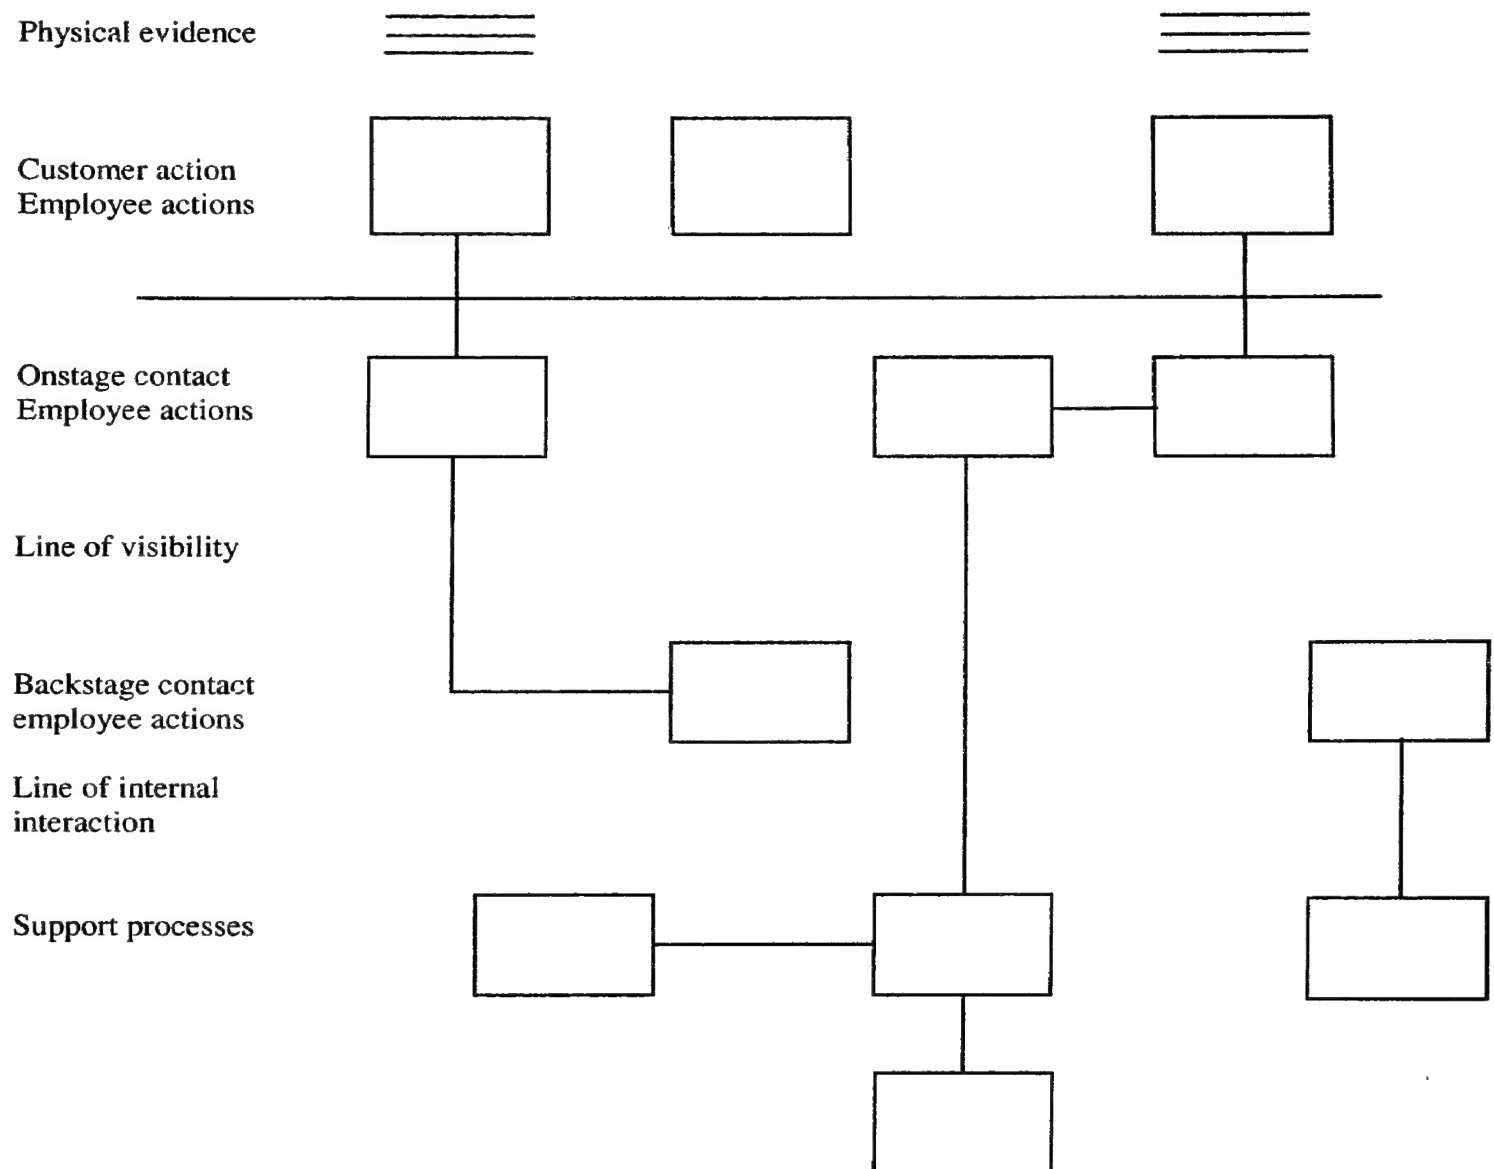 Physical evidence
Customer action
Employee actions
Onstage contact
Employee actions
Line of visibility
Backstage contact
employee actions
Line of internal
interaction
Support processes